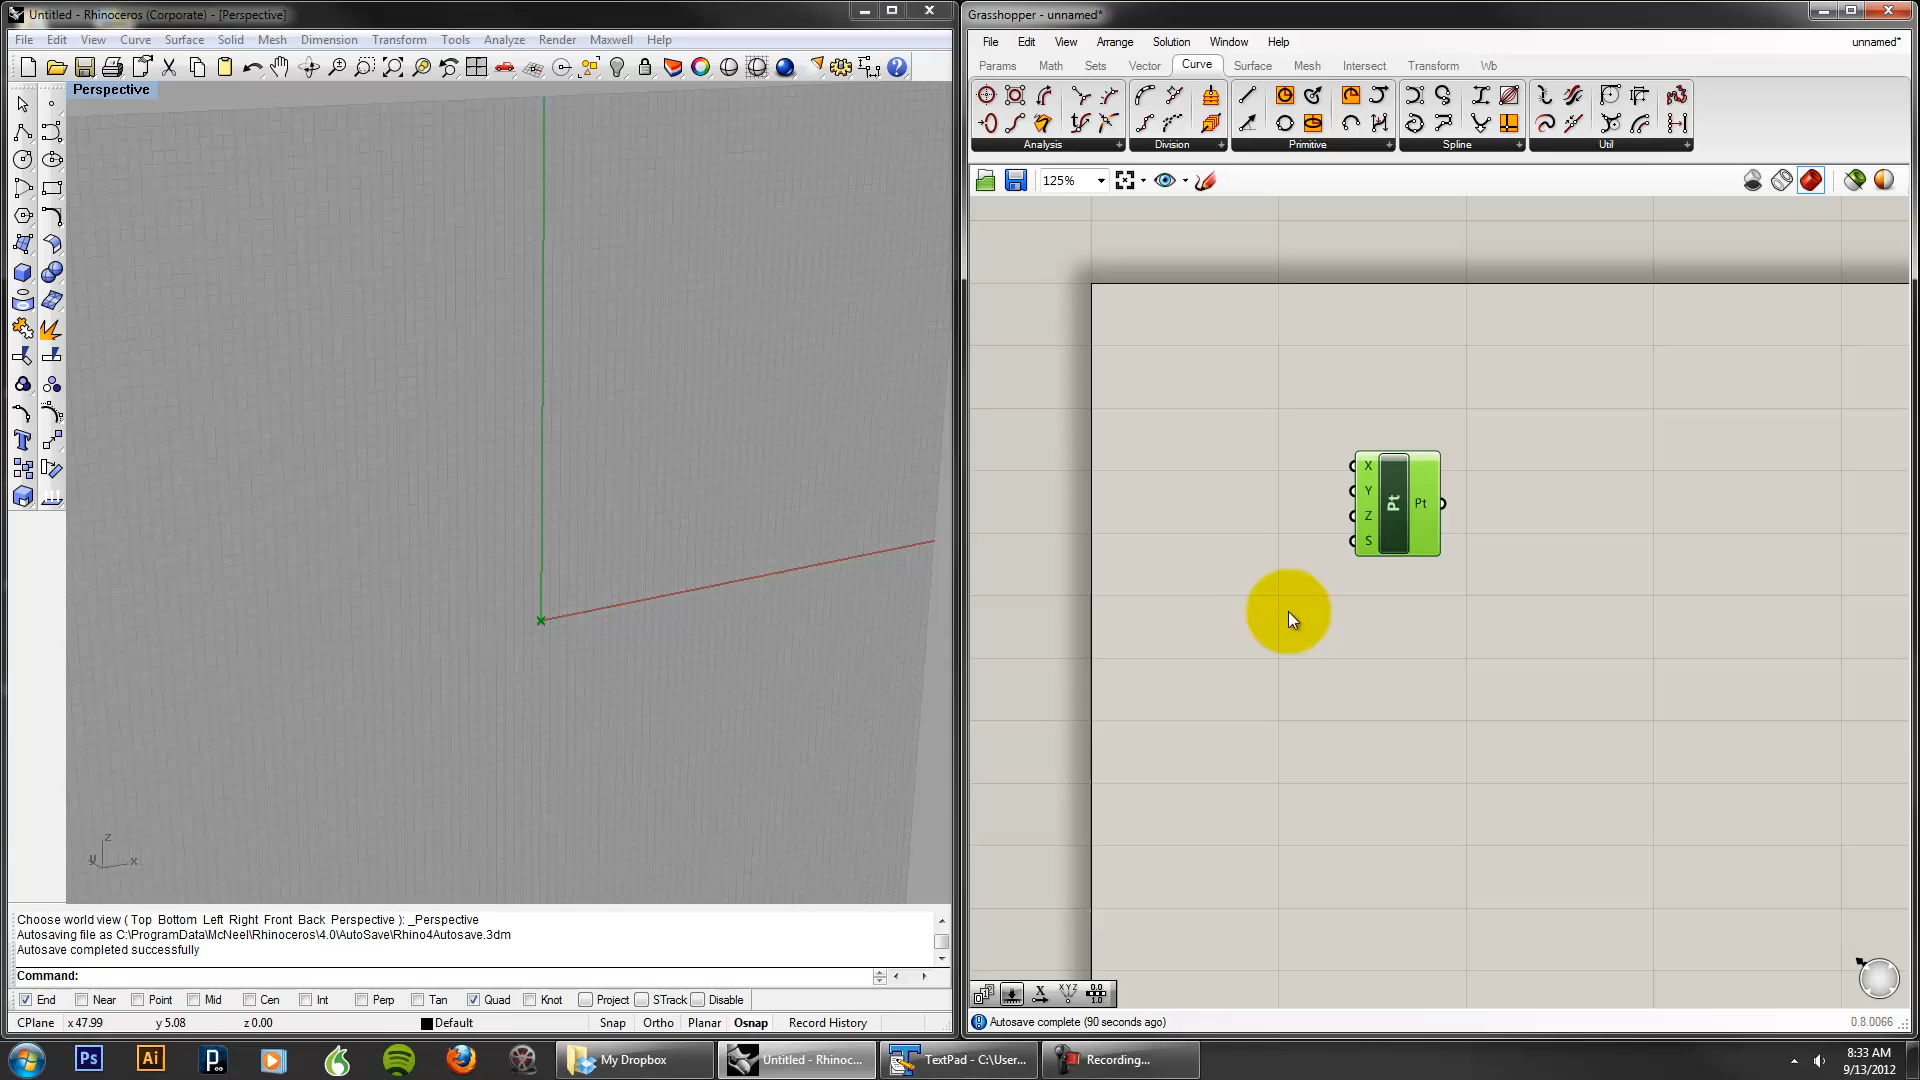 Untitled - Rhinoceros (Corporate) - [Perspective]
File Edit View Curve Surface Solid Mesh Dimension Transform Tools Analyze Render Maxwell Help
Perspective
z
y x
Choose world view ( Top Bottom Left Right Front Back Perspective ): _Perspective
Autosaving file as C:\ProgramData\McNeel\Rhinoceros\4.0\AutoSave\Rhino4Autosave.3dm
Autosave completed successfully
Command:
End Near Point Mid Cen Int Perp Tan Quad Knot Project STrack Disable
CPlane x 47.99 y 5.08 z 0.00 Default Snap Ortho Planar Osnap Record History
Grasshopper - unnamed*
File Edit View Arrange Solution Window Help unnamed*
Params Math Sets Vector Curve Surface Mesh Intersect Transform Wb
Analysis Division Primitive Spline Util
125%
X
Y
Z
S
Pt
Pt
X
X Y Z
0.0
1.0
Autosave complete (90 seconds ago) 0.8.0066
Ps Ai P My Dropbox Untitled - Rhinoc... TextPad - C:\User... Recording...
8:33 AM
9/13/2012